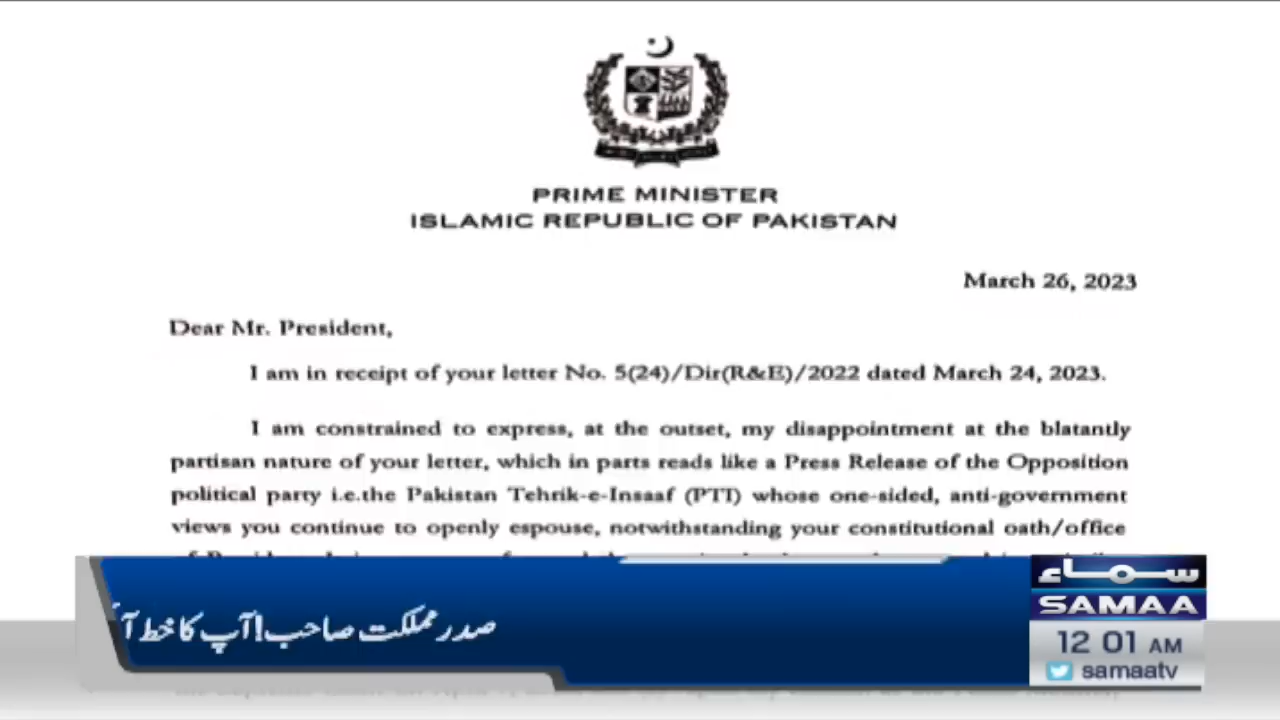 PRIME MINISTER
ISLAMIC REPUBLIC OF PAKISTAN
March 26, 2023
Dear Mr. President,
I am in receipt of your letter No. 5(24)/Dir(R&E)/2022 dated March 24, 2023.
I am constrained to express, at the outset, my disappointment at the blatantly
partisan nature of your letter, which in parts reads like a Press Release of the Opposition
political party i.e.the Pakistan Tehrik-e-Insaaf (PTI) whose one-sided, anti-government
views you continue to openly espouse, notwithstanding your constitutional oath/office
صدر مملکت صاحب! آپ کا خط
سماء
SAMAA
12 01 AM
samaatv